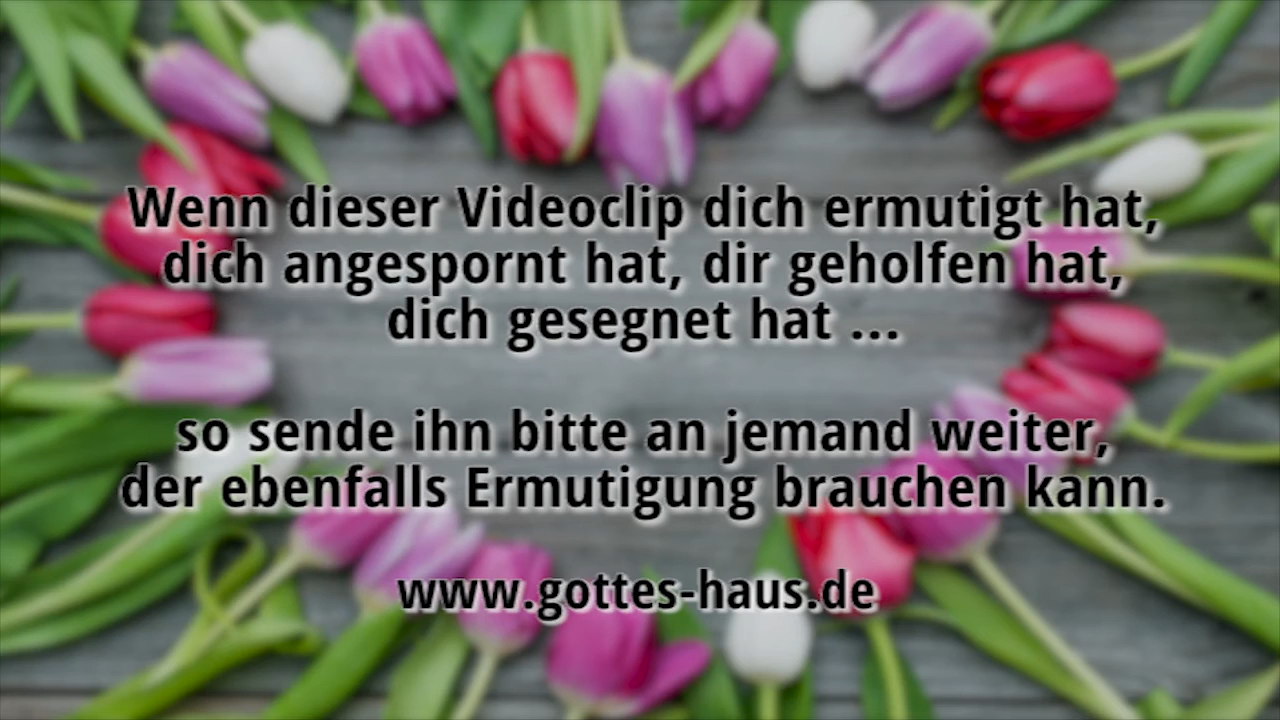 Wenn dieser Videoclip dich ermutigt hat,
dich angespornt hat, dir geholfen hat,
dich gesegnet hat ...
so sende ihn bitte an jemand weiter,
der ebenfalls Ermutigung brauchen kann.
www.gottes-haus.de